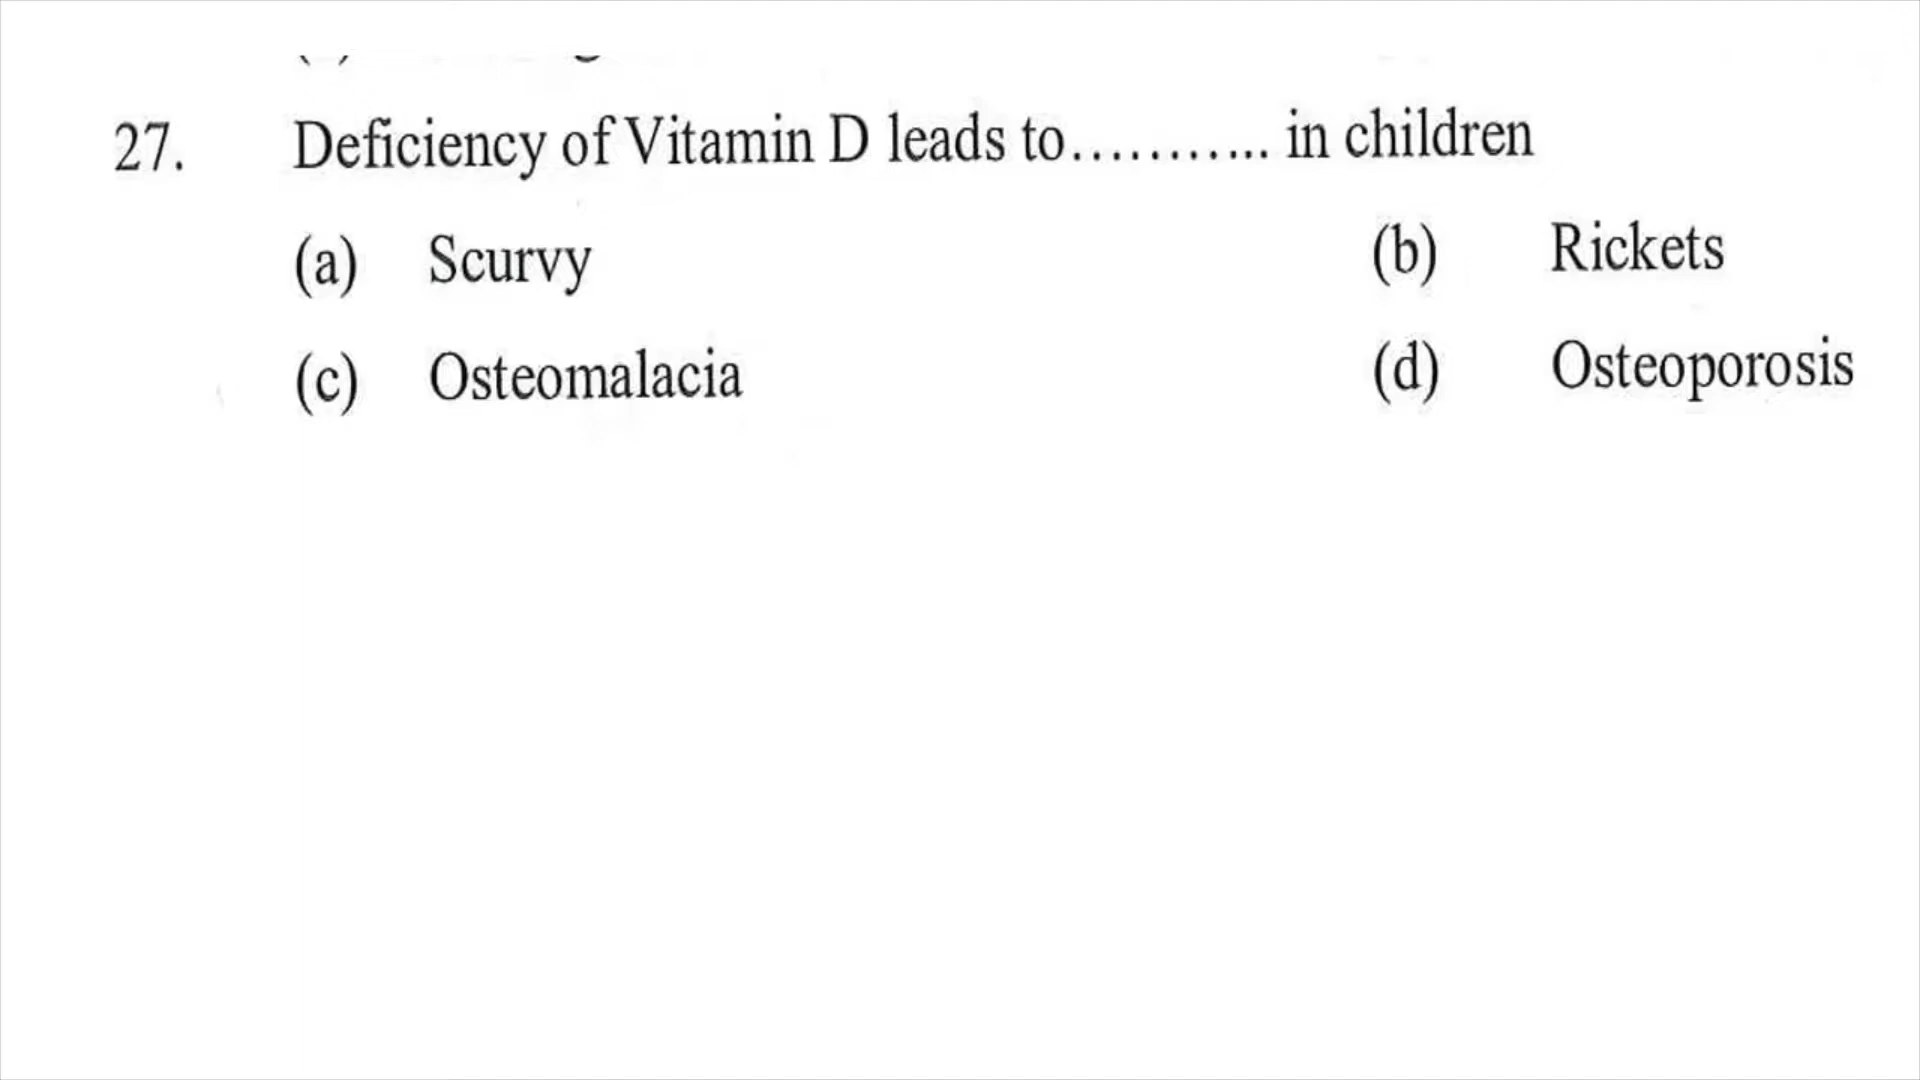 27. Deficiency of Vitamin D leads to........... in children
(a) Scurvy (b) Rickets
(c) Osteomalacia (d) Osteoporosis